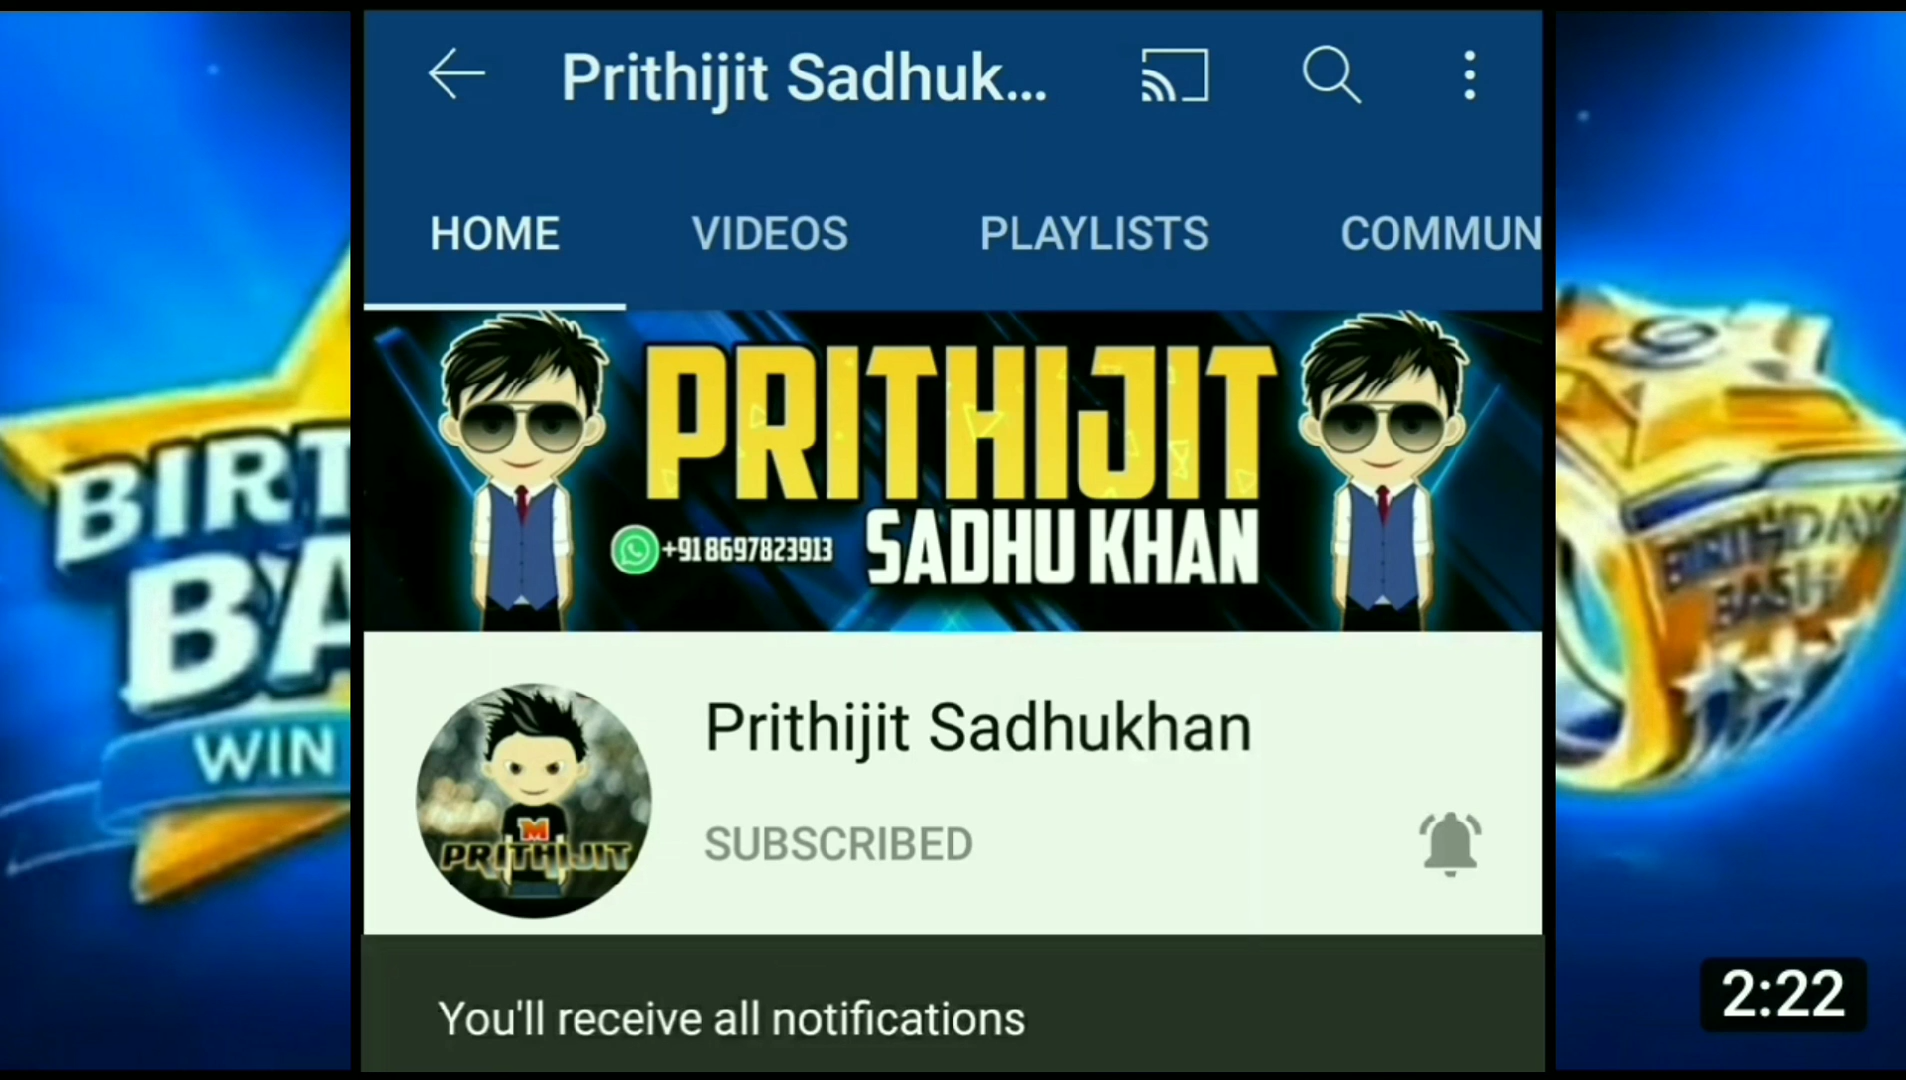 Prithijit Sadhuk...
HOME VIDEOS PLAYLISTS COMMUN
PRITHIJIT
+918697823913 SADHU KHAN
Prithijit Sadhukhan
PRITHIJIT
SUBSCRIBED
You'll receive all notifications
BIRT
BA
WIN
BIRTHDAY
BASH
2:22